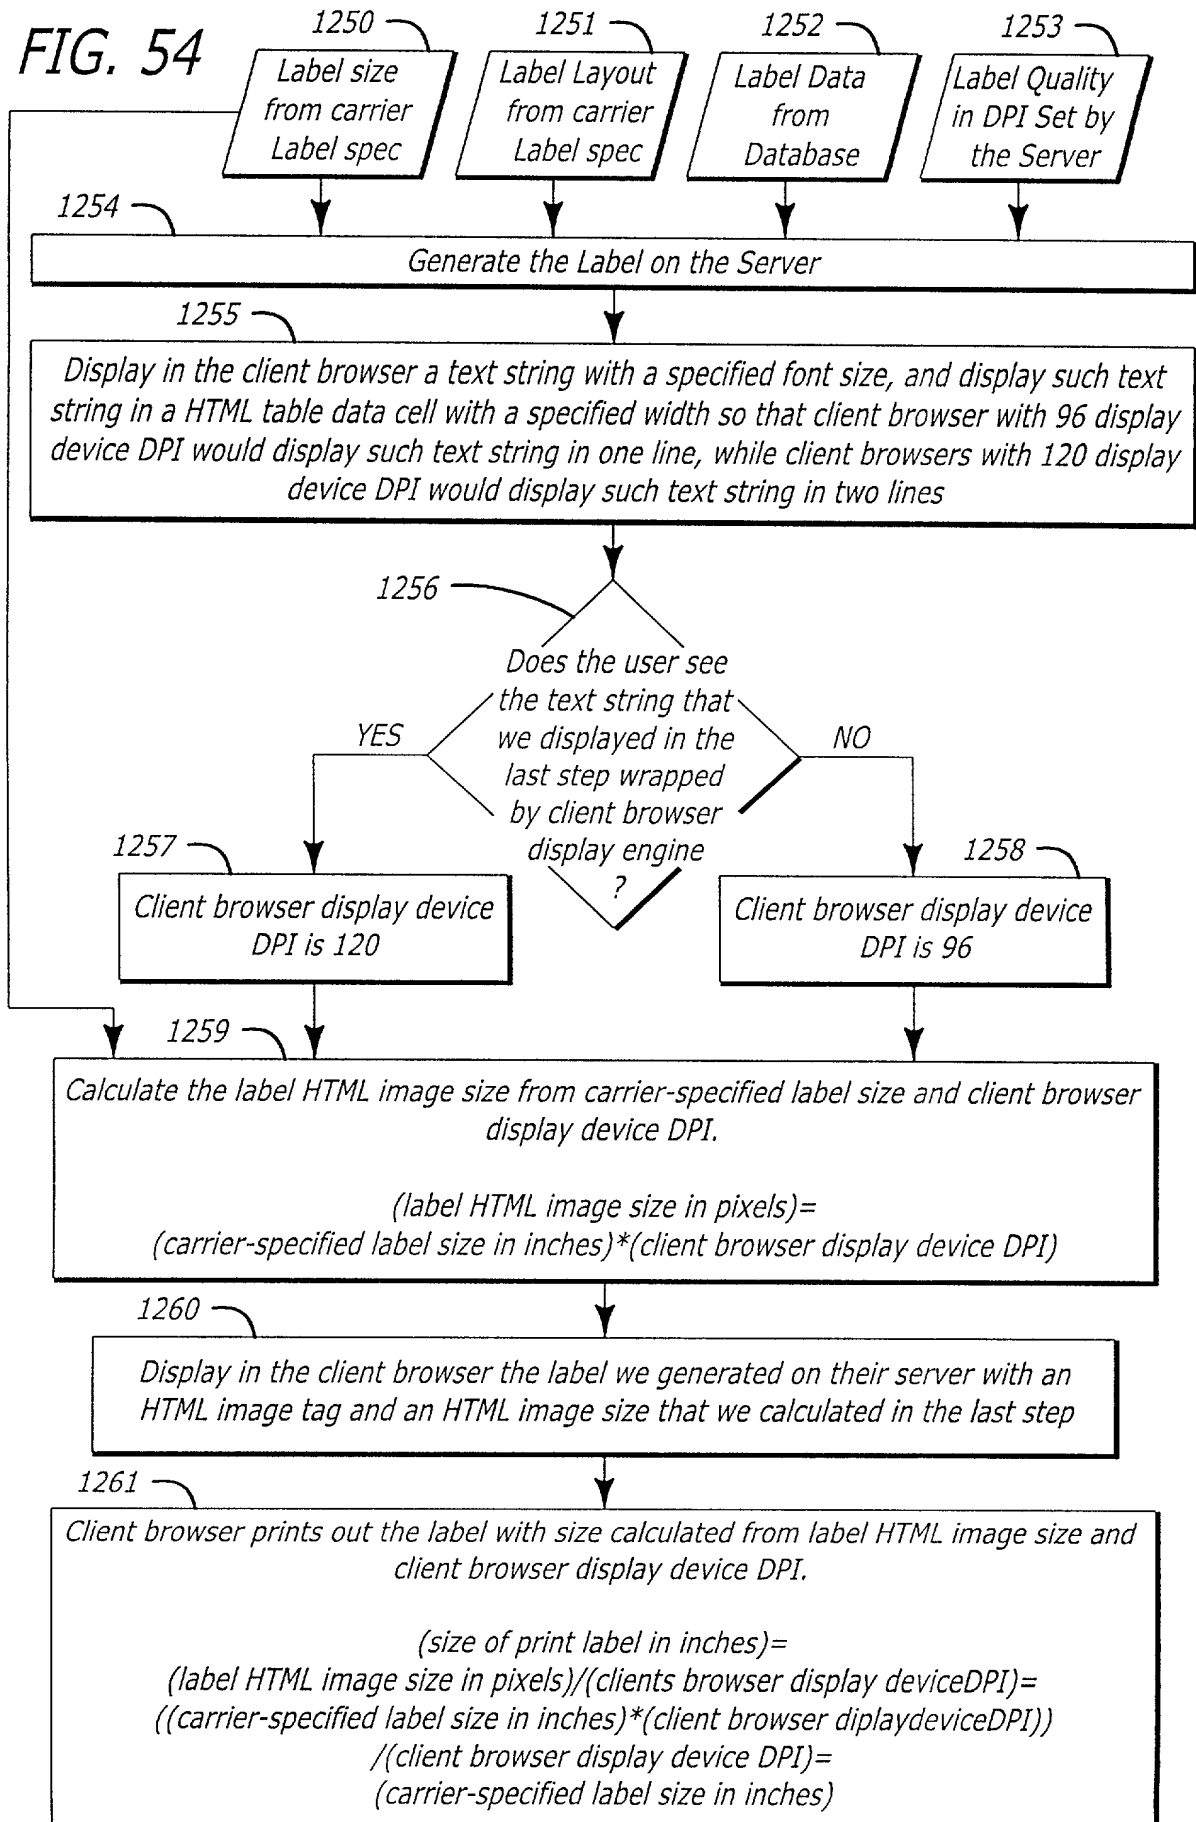 FIG. 54
1250
1251
1252
1253
Label size
from carrier
Label spec
Label Layout
from carrier
Label spec
Label Data
from
Database
Label Quality
in DPI Set by
the Server
1254
Generate the Label on the Server
1255
Display in the client browser a text string with a specified font size, and display such text
string in a HTML table data cell with a specified width so that client browser with 96 display
device DPI would display such text string in one line, while client browsers with 120 display
device DPI would display such text string in two lines
1256
Does the user see
the text string that
we displayed in the
last step wrapped
by client browser
display engine
?
YES
NO
1257
Client browser display device
DPI is 120
1258
Client browser display device
DPI is 96
1259
Calculate the label HTML image size from carrier-specified label size and client browser
display device DPI.
(label HTML image size in pixels)=
(carrier-specified label size in inches)*(client browser display device DPI)
1260
Display in the client browser the label we generated on their server with an
HTML image tag and an HTML image size that we calculated in the last step
1261
Client browser prints out the label with size calculated from label HTML image size and
client browser display device DPI.
(size of print label in inches)=
(label HTML image size in pixels)/(clients browser display deviceDPI)=
((carrier-specified label size in inches)*(client browser diplaydeviceDPI))
/(client browser display device DPI)=
(carrier-specified label size in inches)